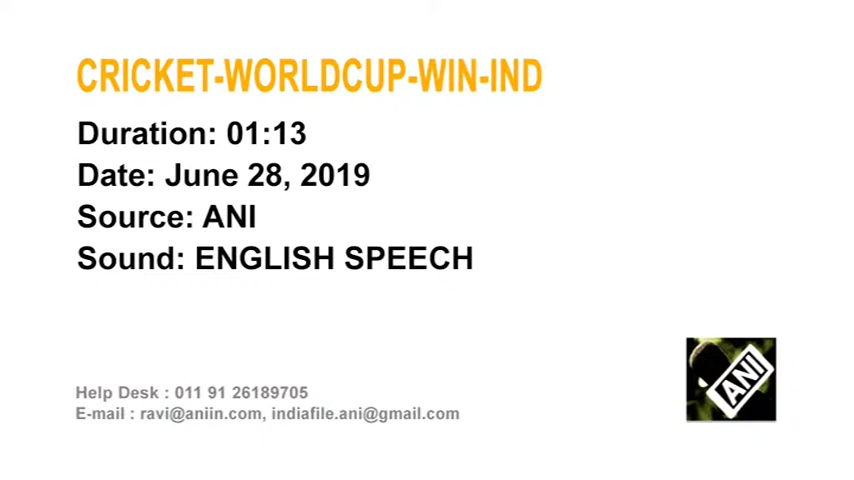 CRICKET-WORLDCUP-WIN-IND
Duration: 01:13
Date: June 28, 2019
Source: ANI
Sound: ENGLISH SPEECH
Help Desk : 011 91 26189705
E-mail : ravi@aniin.com, indiafile.ani@gmail.com
ANI